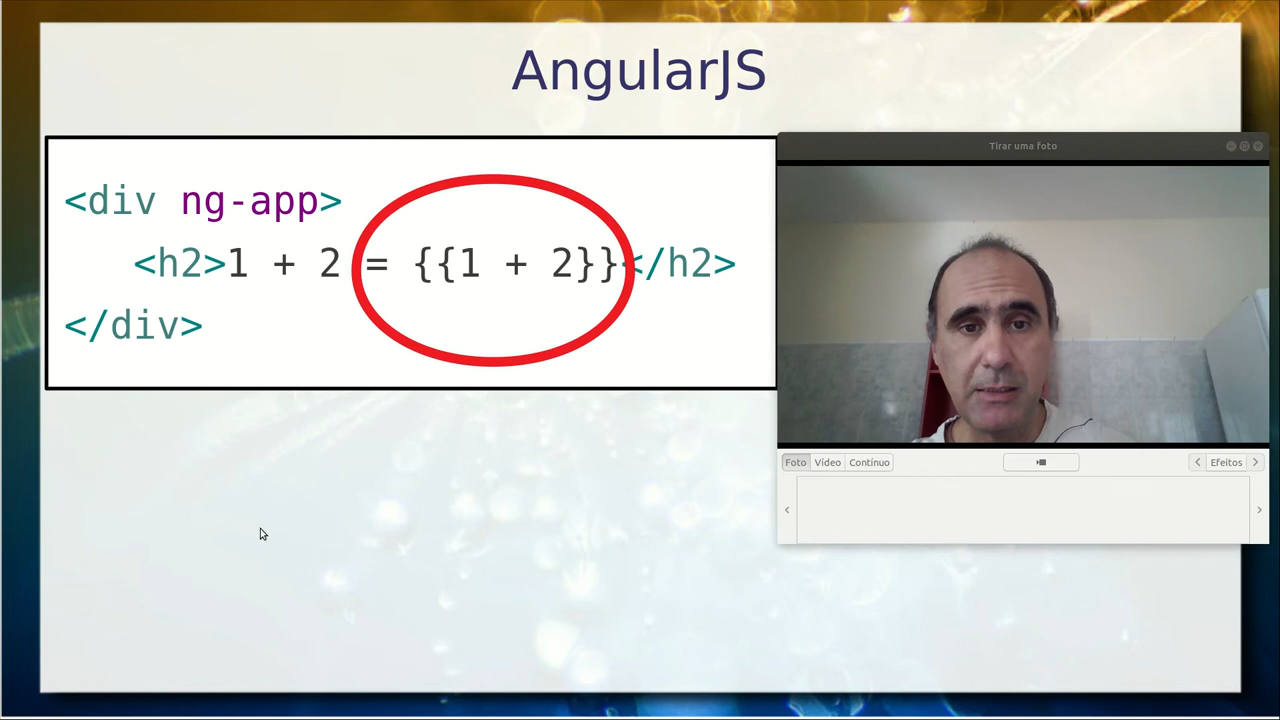 AngularJS
<div ng-app>
<h2>1 + 2 = {{1 + 2}}</h2>
</div>
Tirar uma foto
Foto Vídeo Contínuo Efeitos